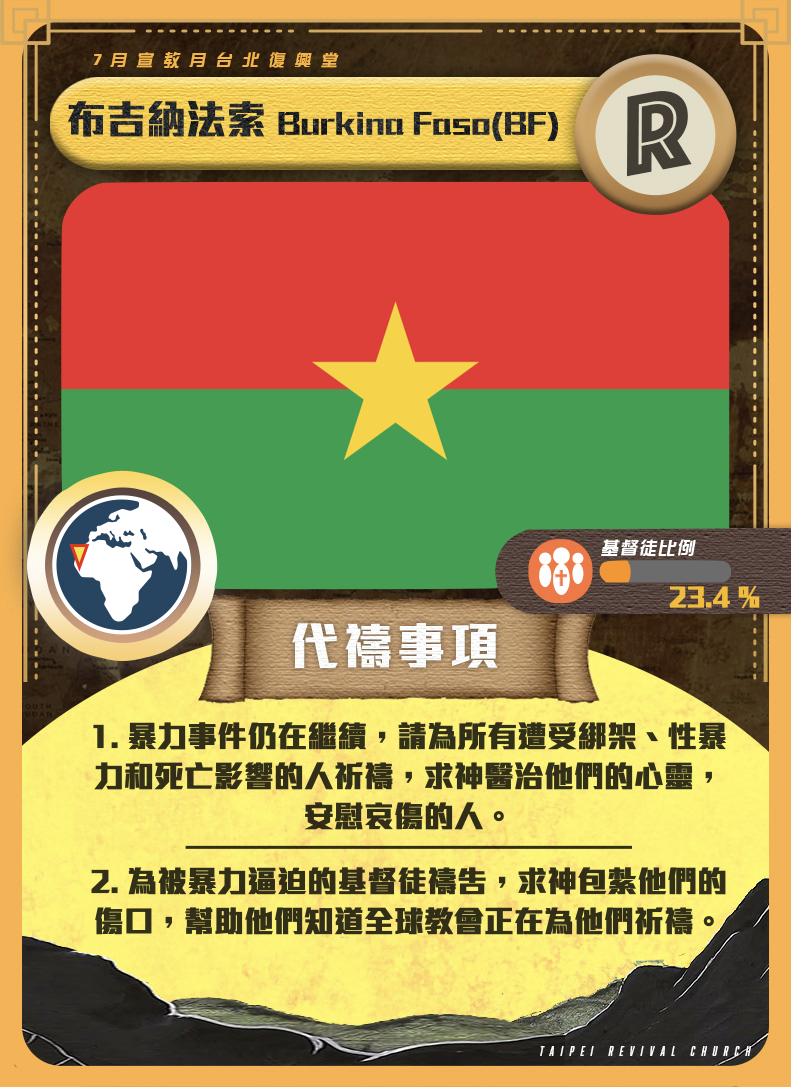 7月宣教月台北復興堂
布吉納法索 Burkina Faso(BF)
R
基督徒比例
23.4 %
代禱事項
1. 暴力事件仍在繼續，請為所有遭受綁架、性暴
力和死亡影響的人祈禱，求神醫治他們的心靈，
安慰哀傷的人。
2. 為被暴力逼迫的基督徒禱告，求神包紮他們的
傷口，幫助他們知道全球教會正在為他們祈禱。
TAIPEI REVIVAL CHURCH